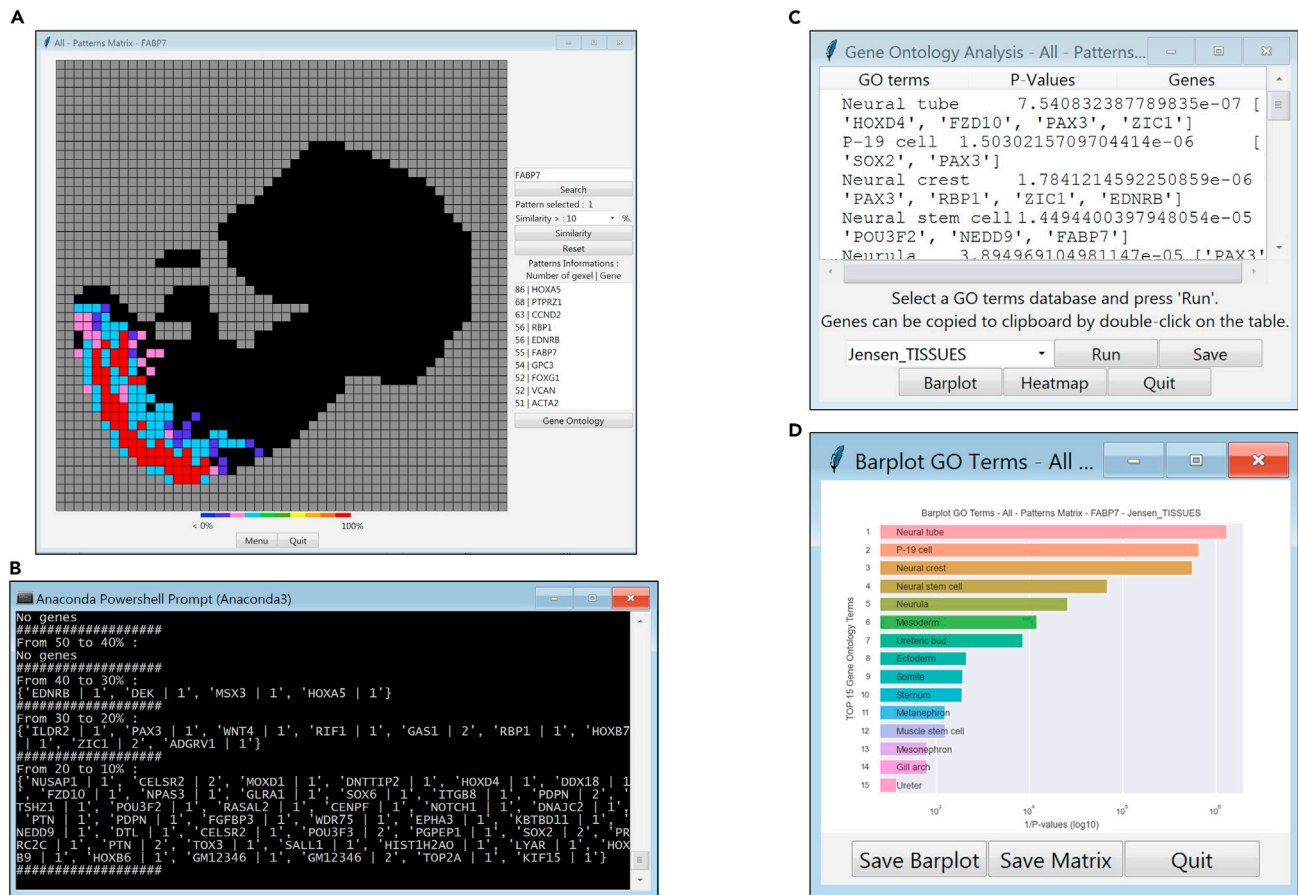 A
All - Patterns Matrix - FABP7
FABP7
Search
Pattern selected : 1
Similarity > : 10 %.
Similarity
Reset
Patterns Informations :
Number of gexel | Gene
86 | HOXA5
68 | PTPRZ1
63 | CCND2
56 | RBP1
56 | EDNRB
55 | FABP7
54 | GPC3
52 | FOXG1
52 | VCAN
51 | ACTA2
Gene Ontology
< 0% 100%
Menu Quit
B
Anaconda Powershell Prompt (Anaconda3)
No genes
###################
From 50 to 40% :
No genes
###################
From 40 to 30% :
{'EDNRB | 1', 'DEK | 1', 'MSX3 | 1', 'HOXA5 | 1'}
###################
From 30 to 20% :
{'ILDR2 | 1', 'PAX3 | 1', 'WNT4 | 1', 'RIF1 | 1', 'GAS1 | 2', 'RBP1 | 1', 'HOXB7
| 1', 'ZIC1 | 2', 'ADGRV1 | 1'}
###################
From 20 to 10% :
{'NUSAP1 | 1', 'CELSR2 | 2', 'MOXD1 | 1', 'DNTTIP2 | 1', 'HOXD4 | 1', 'DDX18 | 1
', 'FZD10 | 1', 'NPAS3 | 1', 'GLRA1 | 1', 'SOX6 | 1', 'ITGB8 | 1', 'PDPN | 2', '
TSHZ1 | 1', 'POU3F2 | 1', 'RASAL2 | 1', 'CENPF | 1', 'NOTCH1 | 1', 'DNAJC2 | 1',
'PTN | 1', 'PDPN | 1', 'FGFBP3 | 1', 'WDR75 | 1', 'EPHA3 | 1', 'KBTBD11 | 1', '
NEDD9 | 1', 'DTL | 1', 'CELSR2 | 1', 'POU3F3 | 2', 'PGPEP1 | 1', 'SOX2 | 2', 'PR
RC2C | 1', 'PTN | 2', 'TOX3 | 1', 'SALL1 | 1', 'HIST1H2AO | 1', 'LYAR | 1', 'HOX
B9 | 1', 'HOXB6 | 1', 'GM12346 | 1', 'GM12346 | 2', 'TOP2A | 1', 'KIF15 | 1'}
###################
C
Gene Ontology Analysis - All - Patterns...
GO terms P-Values Genes
Neural tube 7.540832387789835e-07 [
'HOXD4', 'FZD10', 'PAX3', 'ZIC1']
P-19 cell 1.5030215709704414e-06 [
'SOX2', 'PAX3']
Neural crest 1.7841214592250859e-06
'PAX3', 'RBP1', 'ZIC1', 'EDNRB']
Neural stem cell 1.4494400397948054e-05
'POU3F2', 'NEDD9', 'FABP7']
Neurula 3.894969104981147e-05 ['PAX3'
Select a GO terms database and press 'Run'.
Genes can be copied to clipboard by double-click on the table.
Jensen_TISSUES Run Save
Barplot Heatmap Quit
D
Barplot GO Terms - All ...
Barplot GO Terms - All - Patterns Matrix - FABP7 - Jensen_TISSUES
TOP 15 Gene Ontology Terms
1 Neural tube
2 P-19 cell
3 Neural crest
4 Neural stem cell
5 Neurula
6 Mesoderm
7 Ureteric bud
8 Ectoderm
9 Somite
10 Sternum
11 Metanephron
12 Muscle stem cell
13 Mesonephron
14 Gill arch
15 Ureter
10³ 10⁴ 10⁵ 10⁶
1/P-values (log10)
Save Barplot Save Matrix Quit